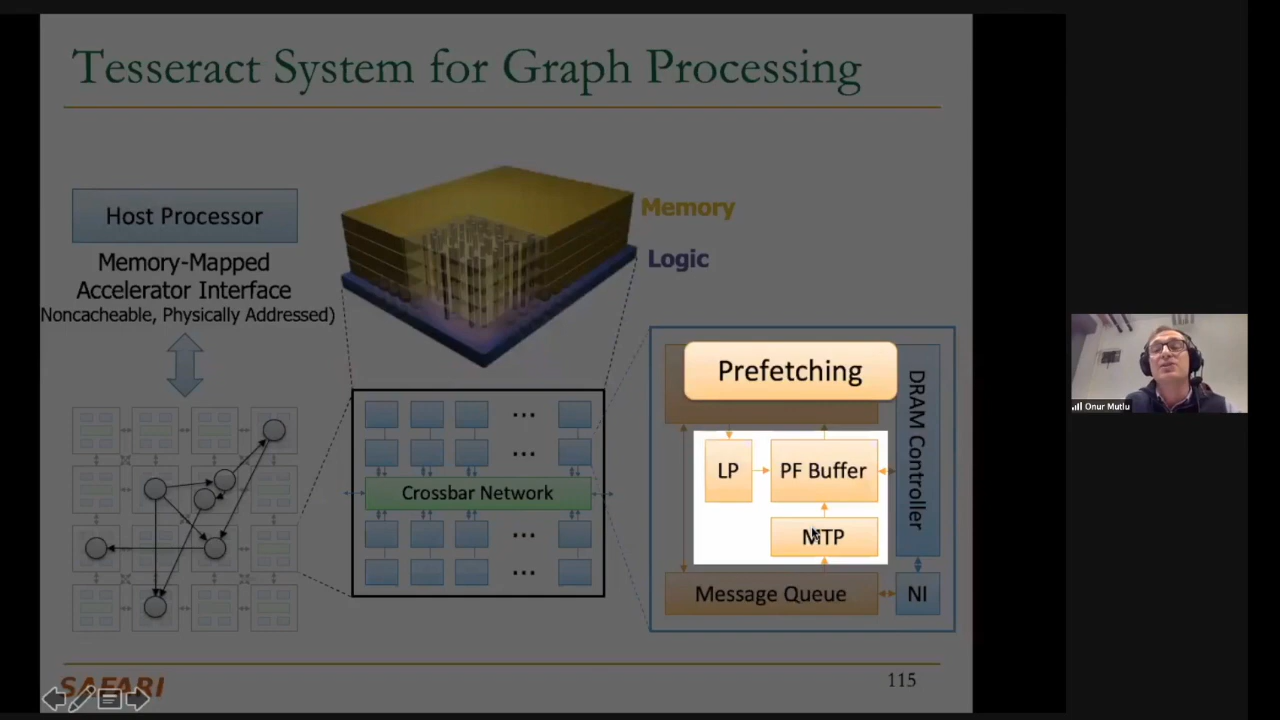 Tesseract System for Graph Processing
Host Processor
Memory-Mapped
Accelerator Interface
Noncacheable, Physically Addressed)
Memory
Logic
Crossbar Network
...
...
...
...
Prefetching
LP
PF Buffer
MTP
Message Queue
DRAM Controller
NI
SAFARI
115
Onur Mutlu